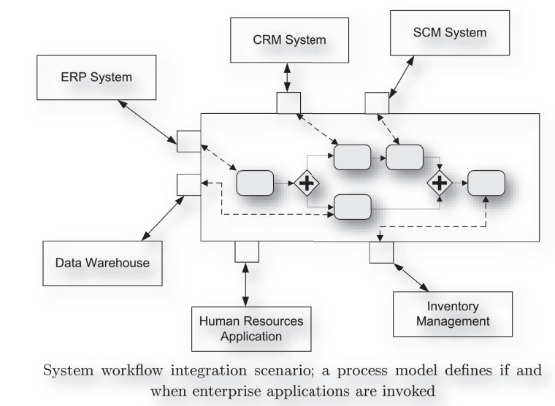 CRM System
SCM System
ERP System
Data Warehouse
Human Resources
Application
Inventory
Management
System workflow integration scenario; a process model defines if and
when enterprise applications are invoked